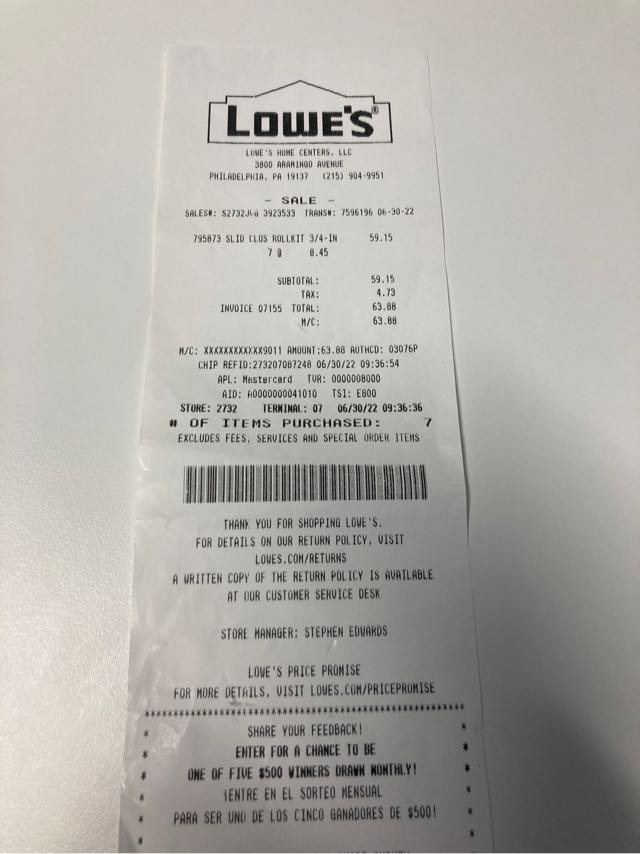 LOWE'S®
LOWE'S HOME CENTERS, LLC
3800 ARAMINGO AVENUE
PHILADELPHIA, PA 19137 (215) 904-9951
- SALE -
SALES#: 3923533 TRANS#: 7596196 06-30-22
795873 SLID CLOS ROLLKIT 3/4-IN 59.15
7 @ 8.45
SUBTOTAL: 59.15
TAX: 4.73
INVOICE 07155 TOTAL: 63.88
M/C: 63.88
M/C: XXXXXXXXXXXX9011 AMOUNT:63.88 AUTHCD: 03076P
CHIP REFID:273207087248 06/30/22 09:36:54
APL: Mastercard TVR: 0000008000
AID: A0000000041010 TSI: E800
STORE: 2732 TERMINAL: 07 06/30/22 09:36:36
# OF ITEMS PURCHASED: 7
EXCLUDES FEES, SERVICES AND SPECIAL ORDER ITEMS
THANK YOU FOR SHOPPING LOWE'S.
FOR DETAILS ON OUR RETURN POLICY, VISIT
LOWES.COM/RETURNS
A WRITTEN COPY OF THE RETURN POLICY IS AVAILABLE
AT OUR CUSTOMER SERVICE DESK
STORE MANAGER: STEPHEN EDWARDS
LOWE'S PRICE PROMISE
FOR MORE DETAILS, VISIT LOWES.COM/PRICEPROMISE
* SHARE YOUR FEEDBACK! *
* ENTER FOR A CHANCE TO BE *
* ONE OF FIVE $500 WINNERS DRAWN MONTHLY! *
* ¡ENTRE EN EL SORTEO MENSUAL *
* PARA SER UNO DE LOS CINCO GANADORES DE $500! *